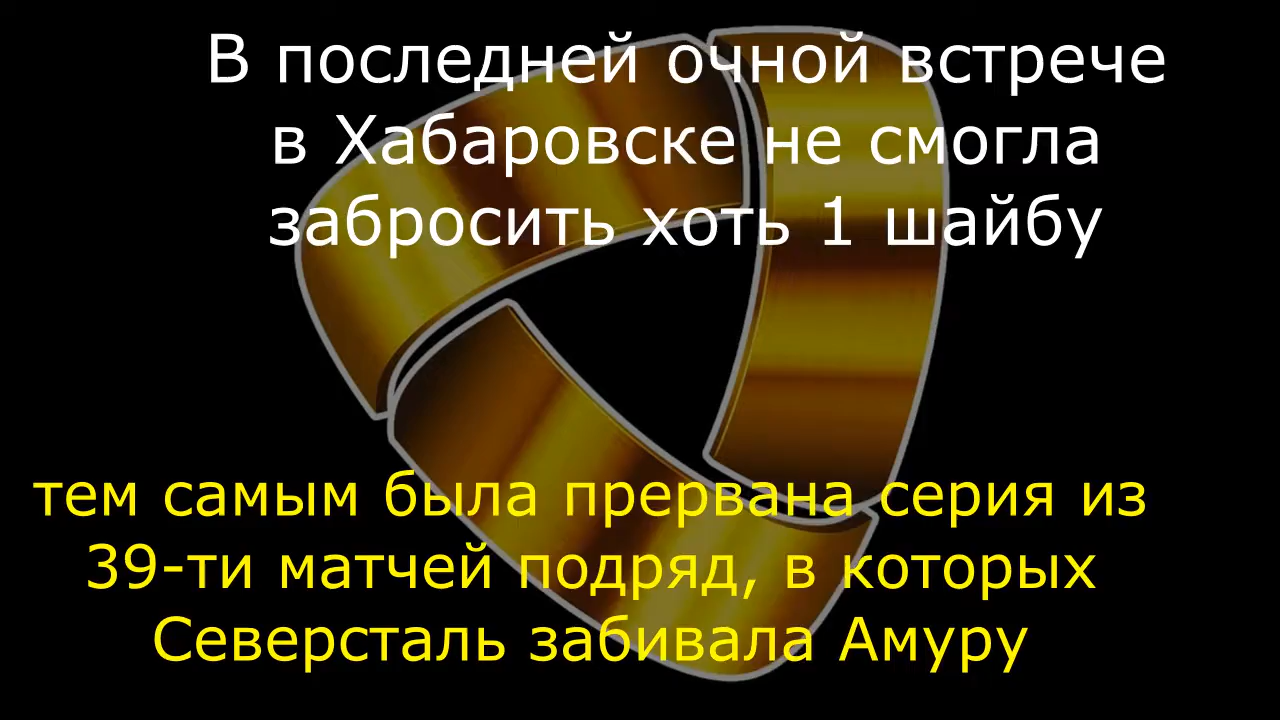 В последней очной встрече
в Хабаровске не смогла
забросить хоть 1 шайбу
тем самым была прервана серия из
39-ти матчей подряд, в которых
Северсталь забивала Амуру